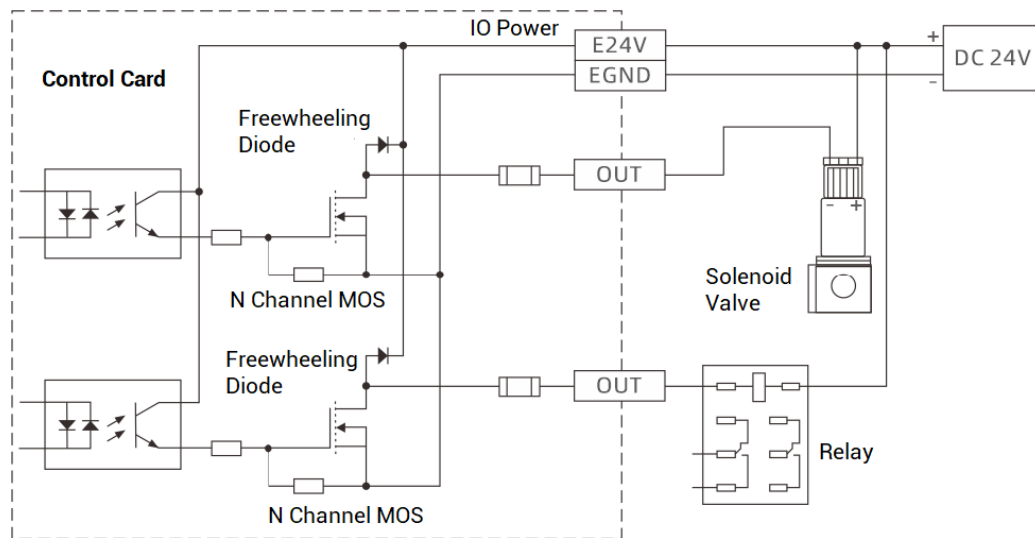 IO Power
E24V
+
DC 24V
EGND
-
Control Card
Freewheeling
Diode
OUT
- +
Solenoid
Valve
N Channel MOS
Freewheeling
Diode
OUT
Relay
N Channel MOS